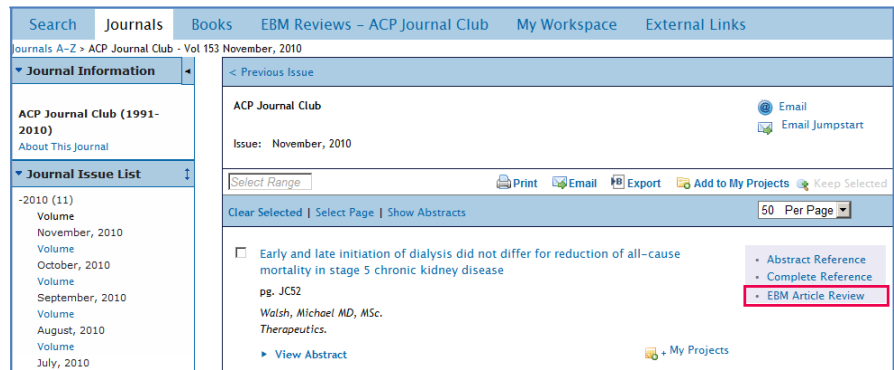 Search Journals Books EBM Reviews – ACP Journal Club My Workspace External Links
Journals A–Z > ACP Journal Club - Vol 153 November, 2010
Journal Information
ACP Journal Club (1991-
2010)
About This Journal
Journal Issue List
-2010 (11)
Volume
November, 2010
Volume
October, 2010
Volume
September, 2010
Volume
August, 2010
Volume
July, 2010
< Previous Issue
ACP Journal Club
Email
Email Jumpstart
Issue: November, 2010
Select Range Print Email Export Add to My Projects Keep Selected
Clear Selected | Select Page | Show Abstracts 50 Per Page
Early and late initiation of dialysis did not differ for reduction of all-cause
mortality in stage 5 chronic kidney disease
pg. JC52
Walsh, Michael MD, MSc.
Therapeutics.
View Abstract
+ My Projects
Abstract Reference
Complete Reference
EBM Article Review